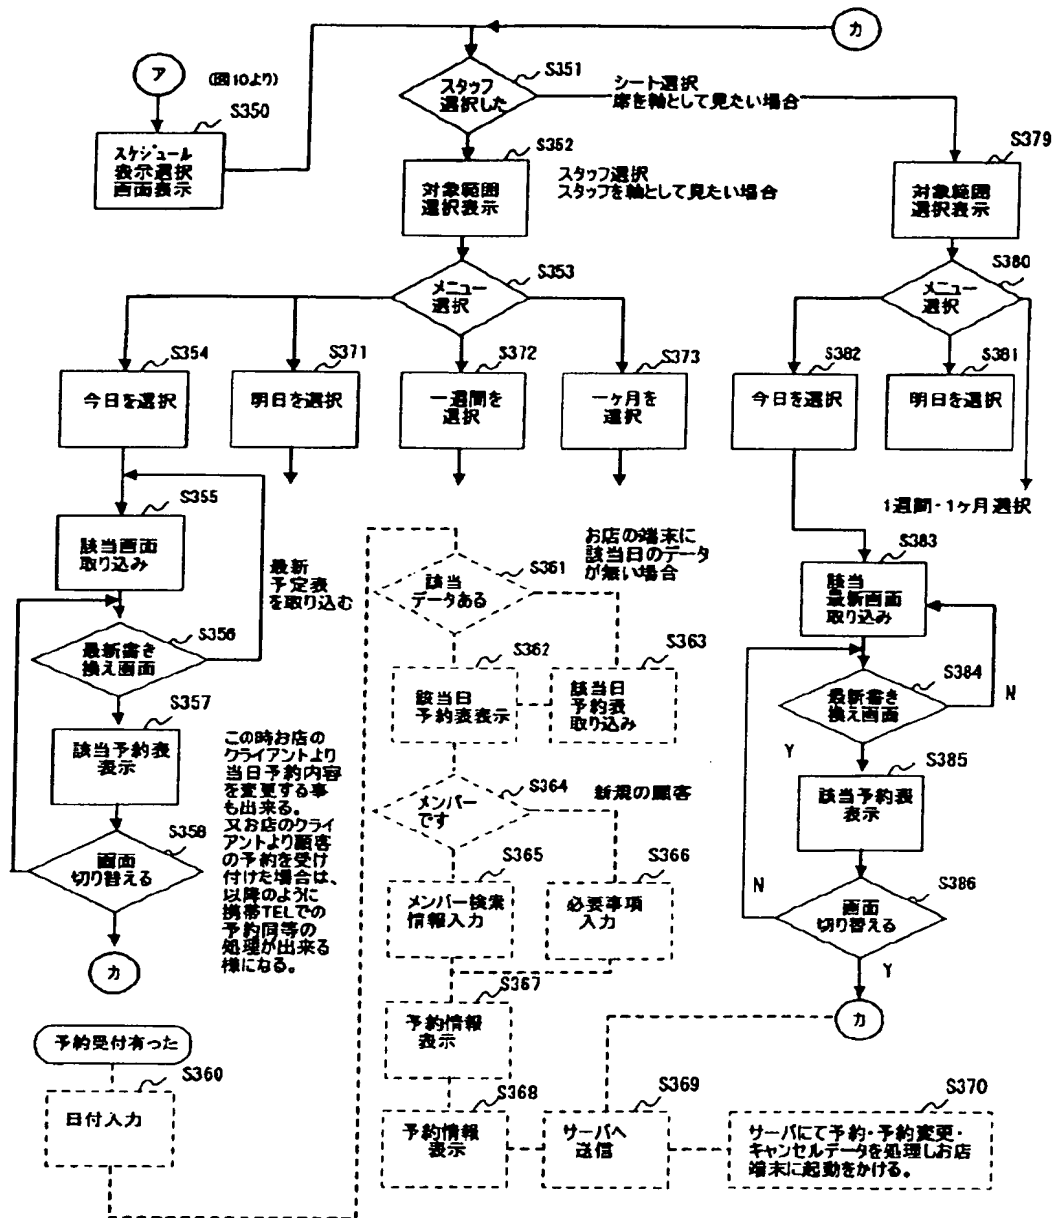 カ
ア
(図10より)
S350
スケジュール
表示選択
画面表示
S351
スタッフ
選択した
シート選択
席を軸として見たい場合
S352
対象範囲
選択表示
スタッフ選択
スタッフを軸として見たい場合
S379
対象範囲
選択表示
S353
メニュー
選択
S380
メニュー
選択
S354
今日を選択
S371
明日を選択
S372
一週間を
選択
S373
一ヶ月を
選択
S382
今日を選択
S381
明日を選択
1週間・1ヶ月選択
S355
該当画面
取り込み
最新
予定表
を取り込む
S356
最新書き
換え画面
S357
該当予約表
表示
S358
画面
切り替える
カ
この時お店の
クライアントより
当日予約内容
を変更する事
も出来る。
又お店のクライ
アントより顧客
の予約を受け
付けた場合は、
以降のように
携帯TELでの
予約同等の
処理が出来る
様になる。
予約受付有った
S360
日付入力
お店の端末に
該当日のデータ
が無い場合
S361
該当
データある
S362
該当日
予約表表示
S363
該当日
予約表
取り込み
S364
メンバー
です
新規の顧客
S365
メンバー検索
情報入力
S366
必要事項
入力
S367
予約情報
表示
S368
予約情報
表示
S369
サーバへ
送信
S370
サーバにて予約・予約変更・
キャンセルデータを処理しお店
端末に起動をかける。
S383
該当
最新画面
取り込み
S384
最新書き
換え画面
N
Y
S385
該当予約表
表示
S386
画面
切り替える
N
Y
カ